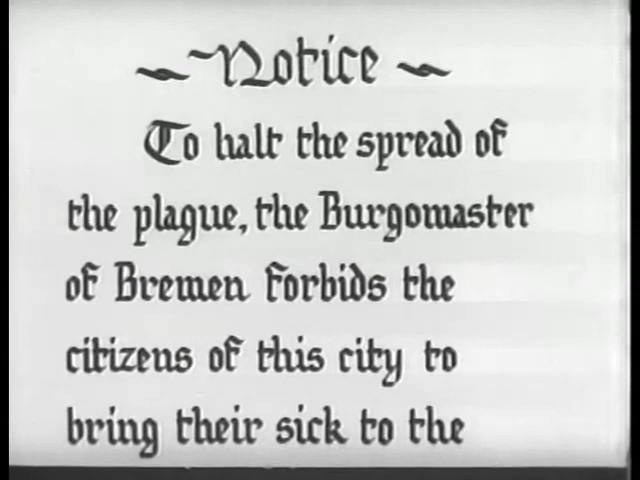 Notice
To halt the spread of
the plague, the Burgomaster
of Bremen forbids the
citizens of this city to
bring their sick to the